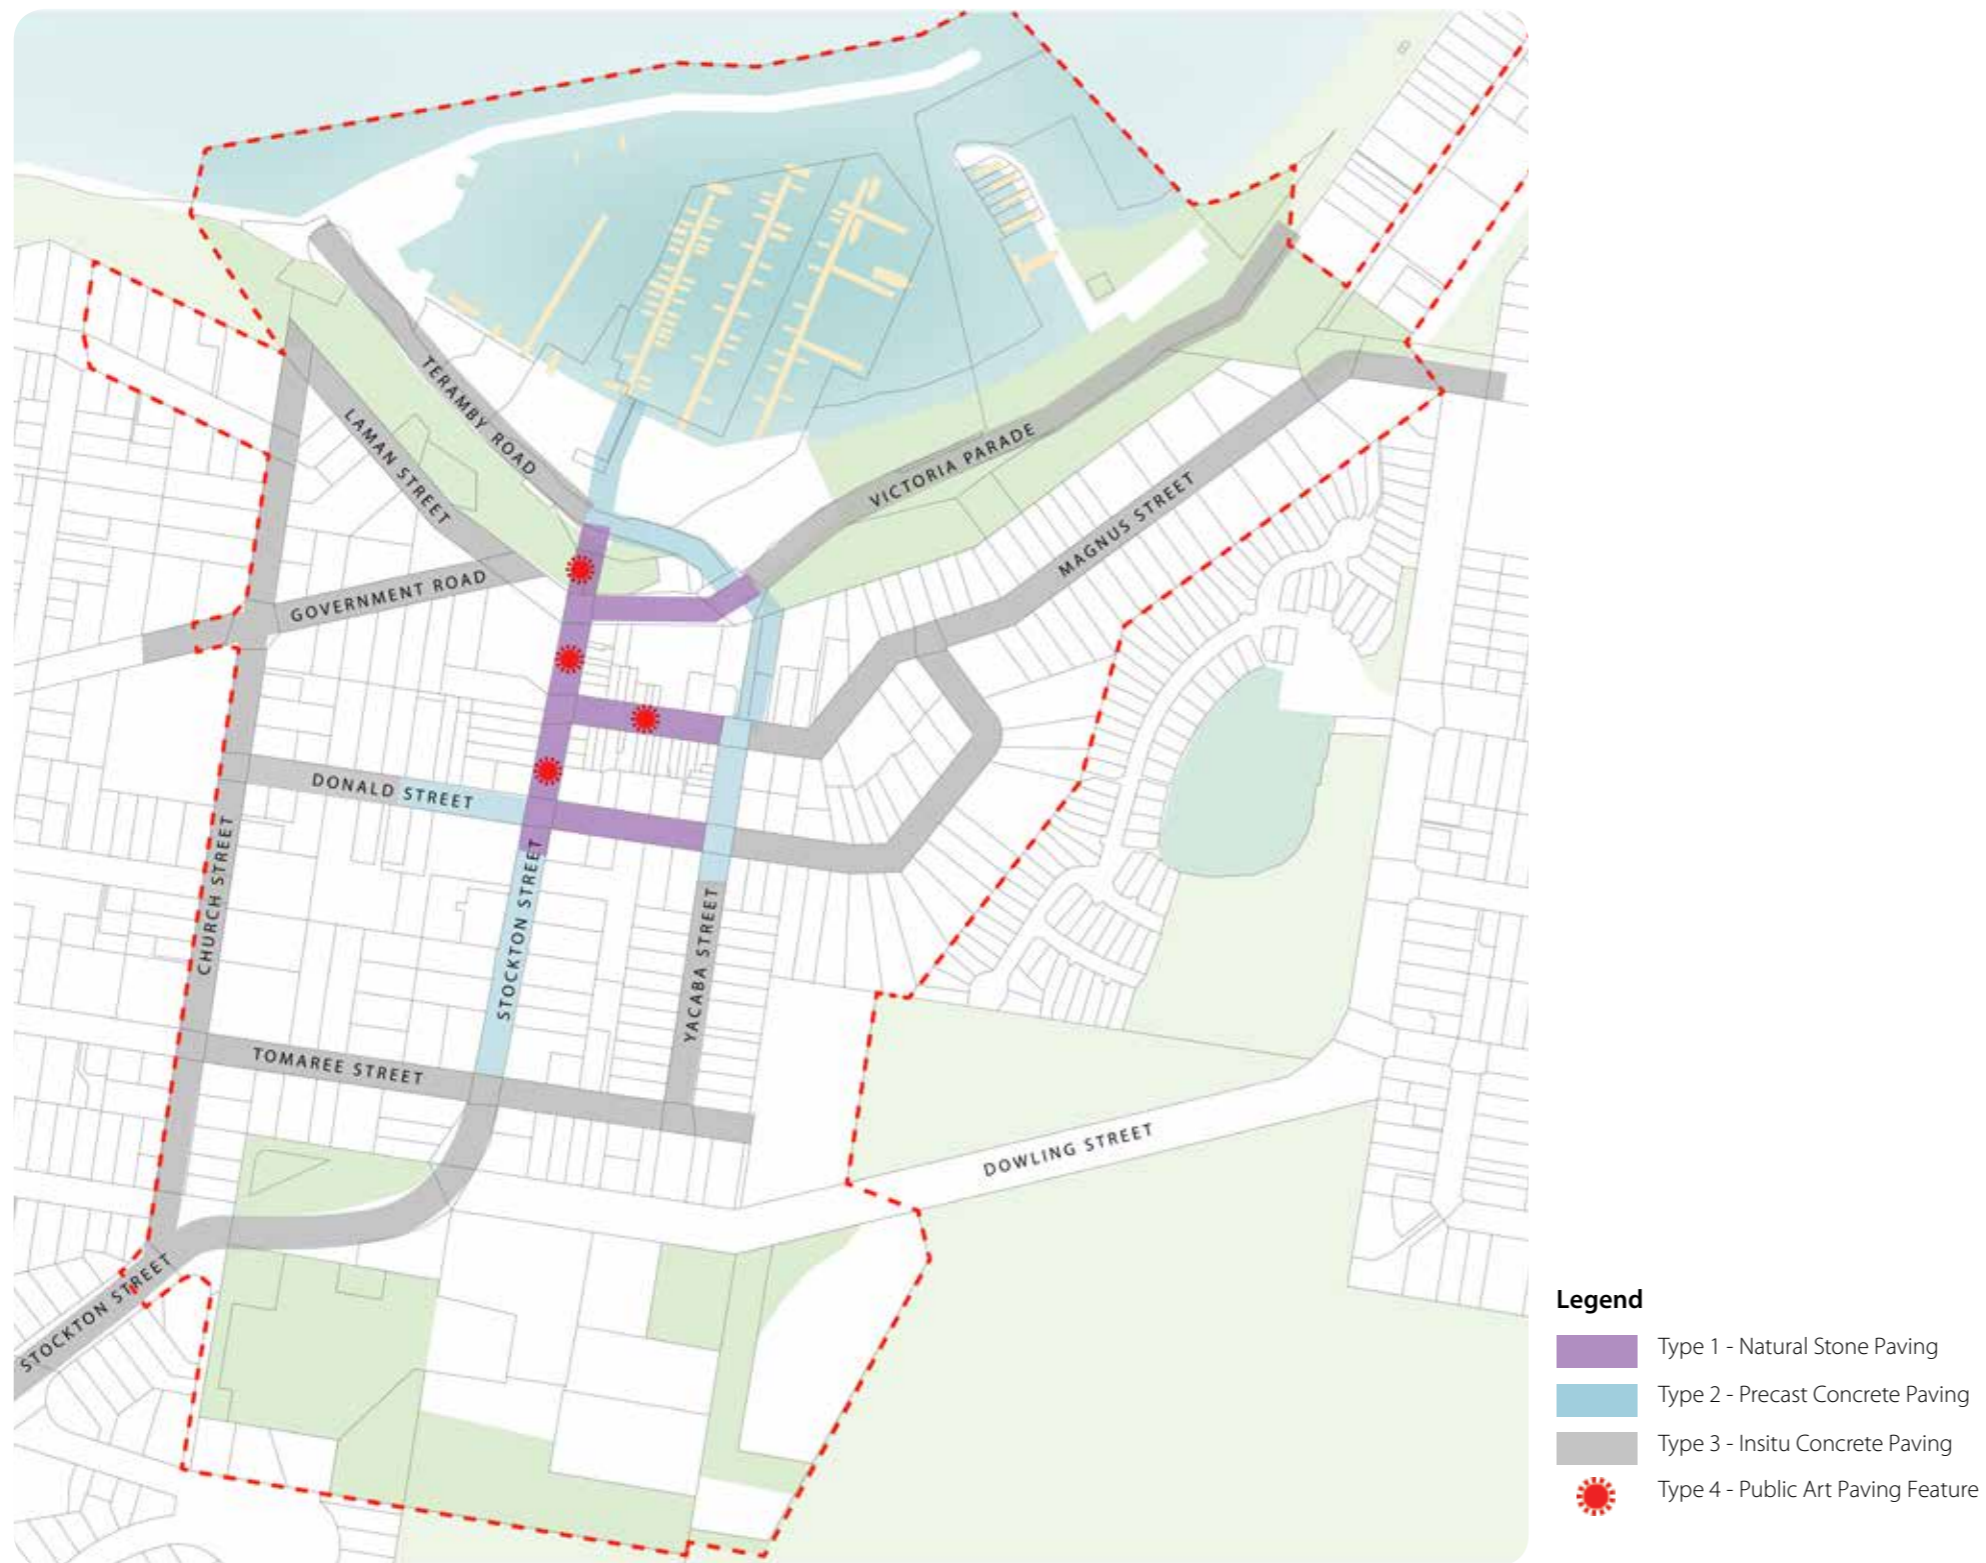 TERAMBY ROAD
LAMAN STREET
VICTORIA PARADE
MAGNUS STREET
GOVERNMENT ROAD
DONALD STREET
CHURCH STREET
STOCKTON STREET
YACABA STREET
TOMAREE STREET
DOWLING STREET
STOCKTON STREET
Legend
Type 1 - Natural Stone Paving
Type 2 - Precast Concrete Paving
Type 3 - Insitu Concrete Paving
Type 4 - Public Art Paving Feature